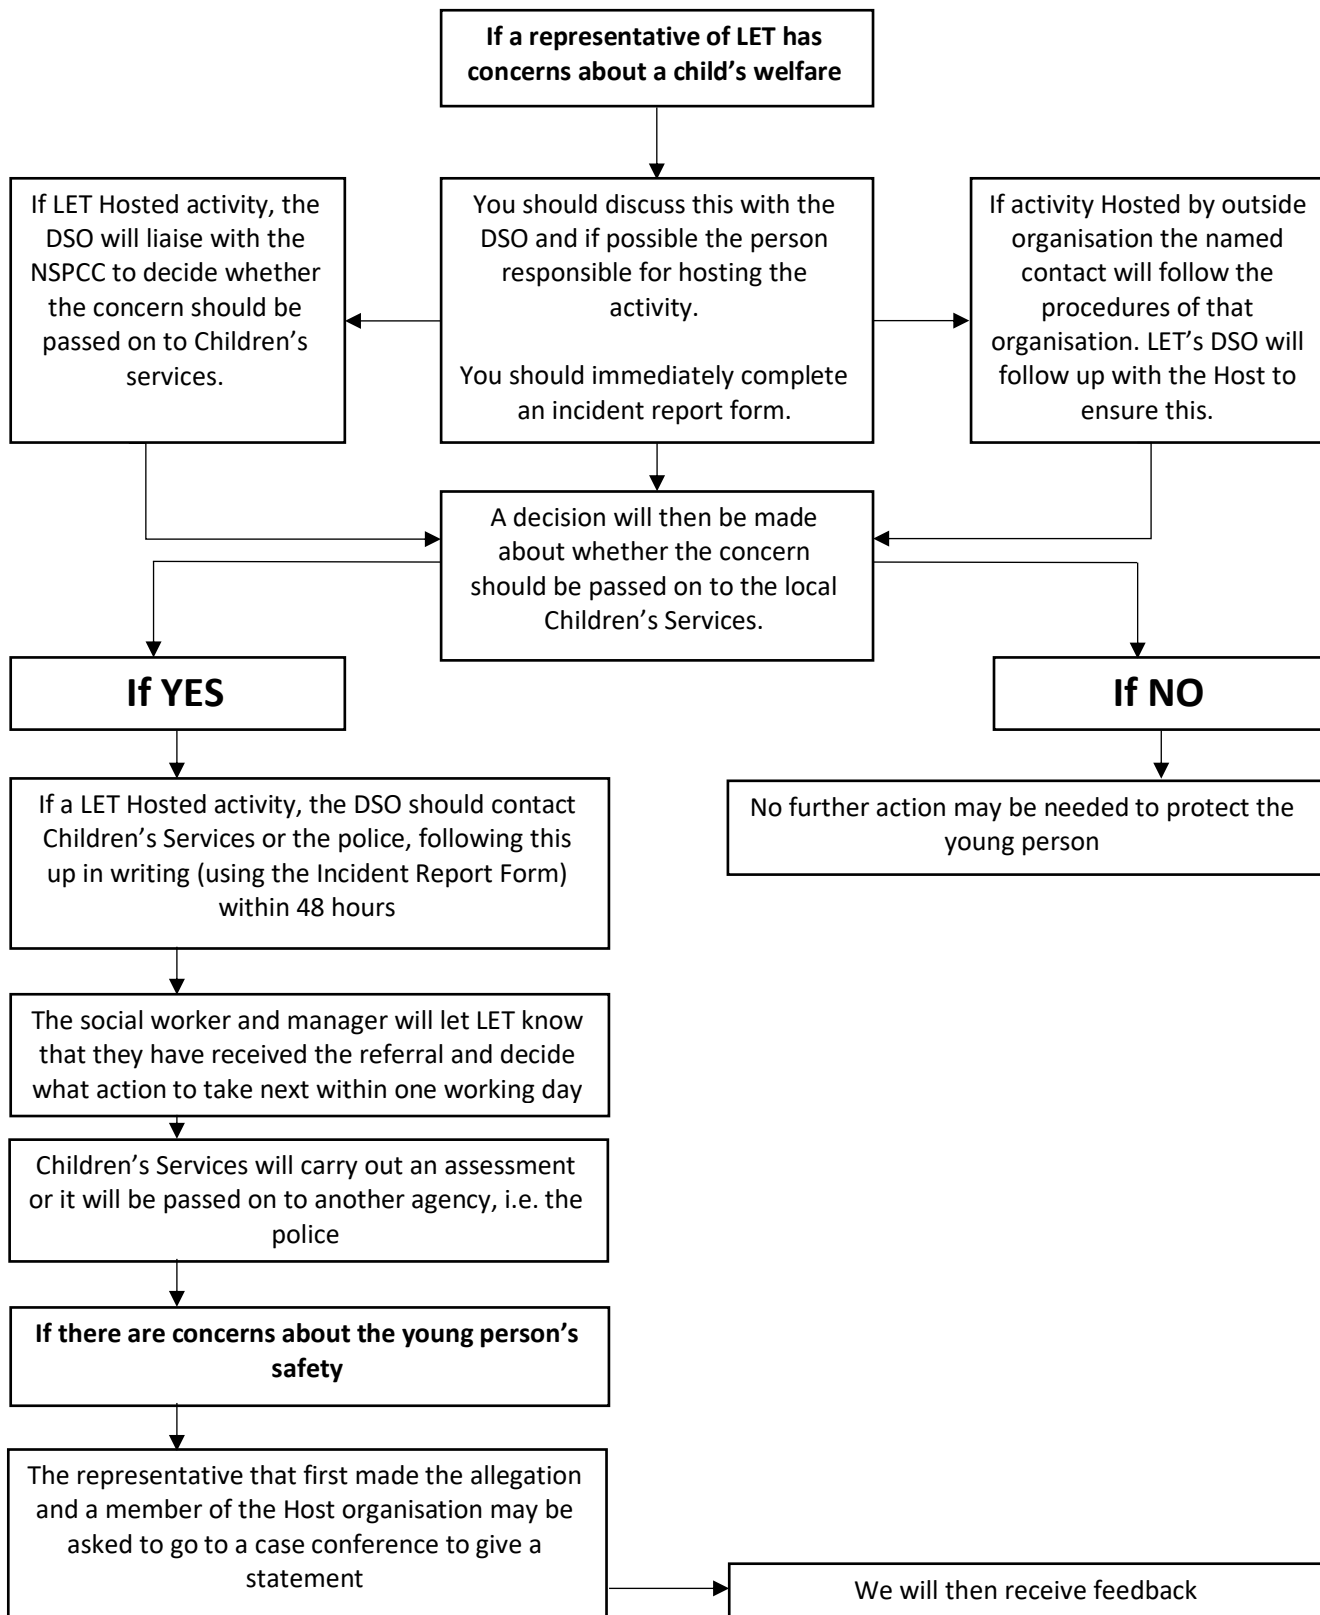 If a representative of LET has
concerns about a child’s welfare
If LET Hosted activity, the
DSO will liaise with the
NSPCC to decide whether
the concern should be
passed on to Children’s
services.
You should discuss this with the
DSO and if possible the person
responsible for hosting the
activity.
You should immediately complete
an incident report form.
If activity Hosted by outside
organisation the named
contact will follow the
procedures of that
organisation. LET’s DSO will
follow up with the Host to
ensure this.
A decision will then be made
about whether the concern
should be passed on to the local
Children’s Services.
If YES
If NO
If a LET Hosted activity, the DSO should contact
Children’s Services or the police, following this
up in writing (using the Incident Report Form)
within 48 hours
No further action may be needed to protect the
young person
The social worker and manager will let LET know
that they have received the referral and decide
what action to take next within one working day
Children’s Services will carry out an assessment
or it will be passed on to another agency, i.e. the
police
If there are concerns about the young person’s
safety
The representative that first made the allegation
and a member of the Host organisation may be
asked to go to a case conference to give a
statement
We will then receive feedback